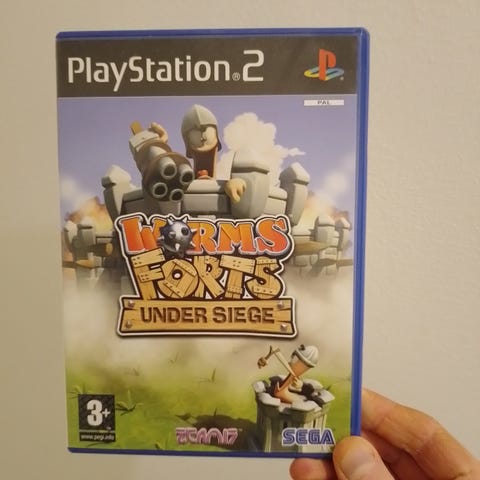 PlayStation®2
PAL
WORMS
FORTS
UNDER SIEGE
3+
www.pegi.info
TEAM17
SEGA